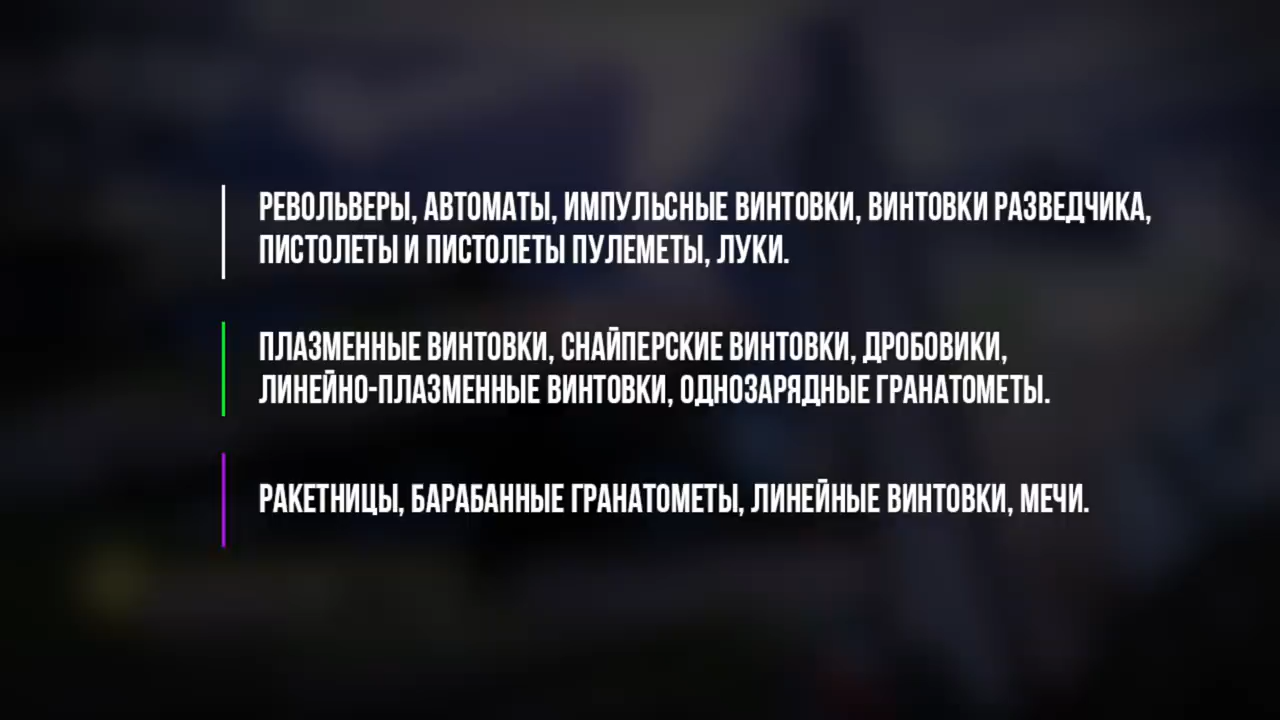 РЕВОЛЬВЕРЫ, АВТОМАТЫ, ИМПУЛЬСНЫЕ ВИНТОВКИ, ВИНТОВКИ РАЗВЕДЧИКА,
ПИСТОЛЕТЫ И ПИСТОЛЕТЫ ПУЛЕМЕТЫ, ЛУКИ.
ПЛАЗМЕННЫЕ ВИНТОВКИ, СНАЙПЕРСКИЕ ВИНТОВКИ, ДРОБОВИКИ,
ЛИНЕЙНО-ПЛАЗМЕННЫЕ ВИНТОВКИ, ОДНОЗАРЯДНЫЕ ГРАНАТОМЕТЫ.
РАКЕТНИЦЫ, БАРАБАННЫЕ ГРАНАТОМЕТЫ, ЛИНЕЙНЫЕ ВИНТОВКИ, МЕЧИ.